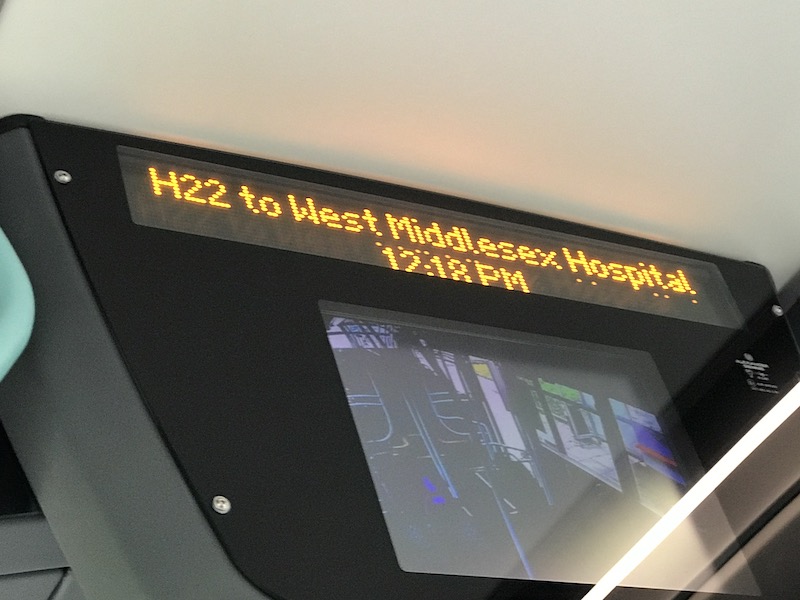 H22 to West Middlesex Hospital
12:18 PM